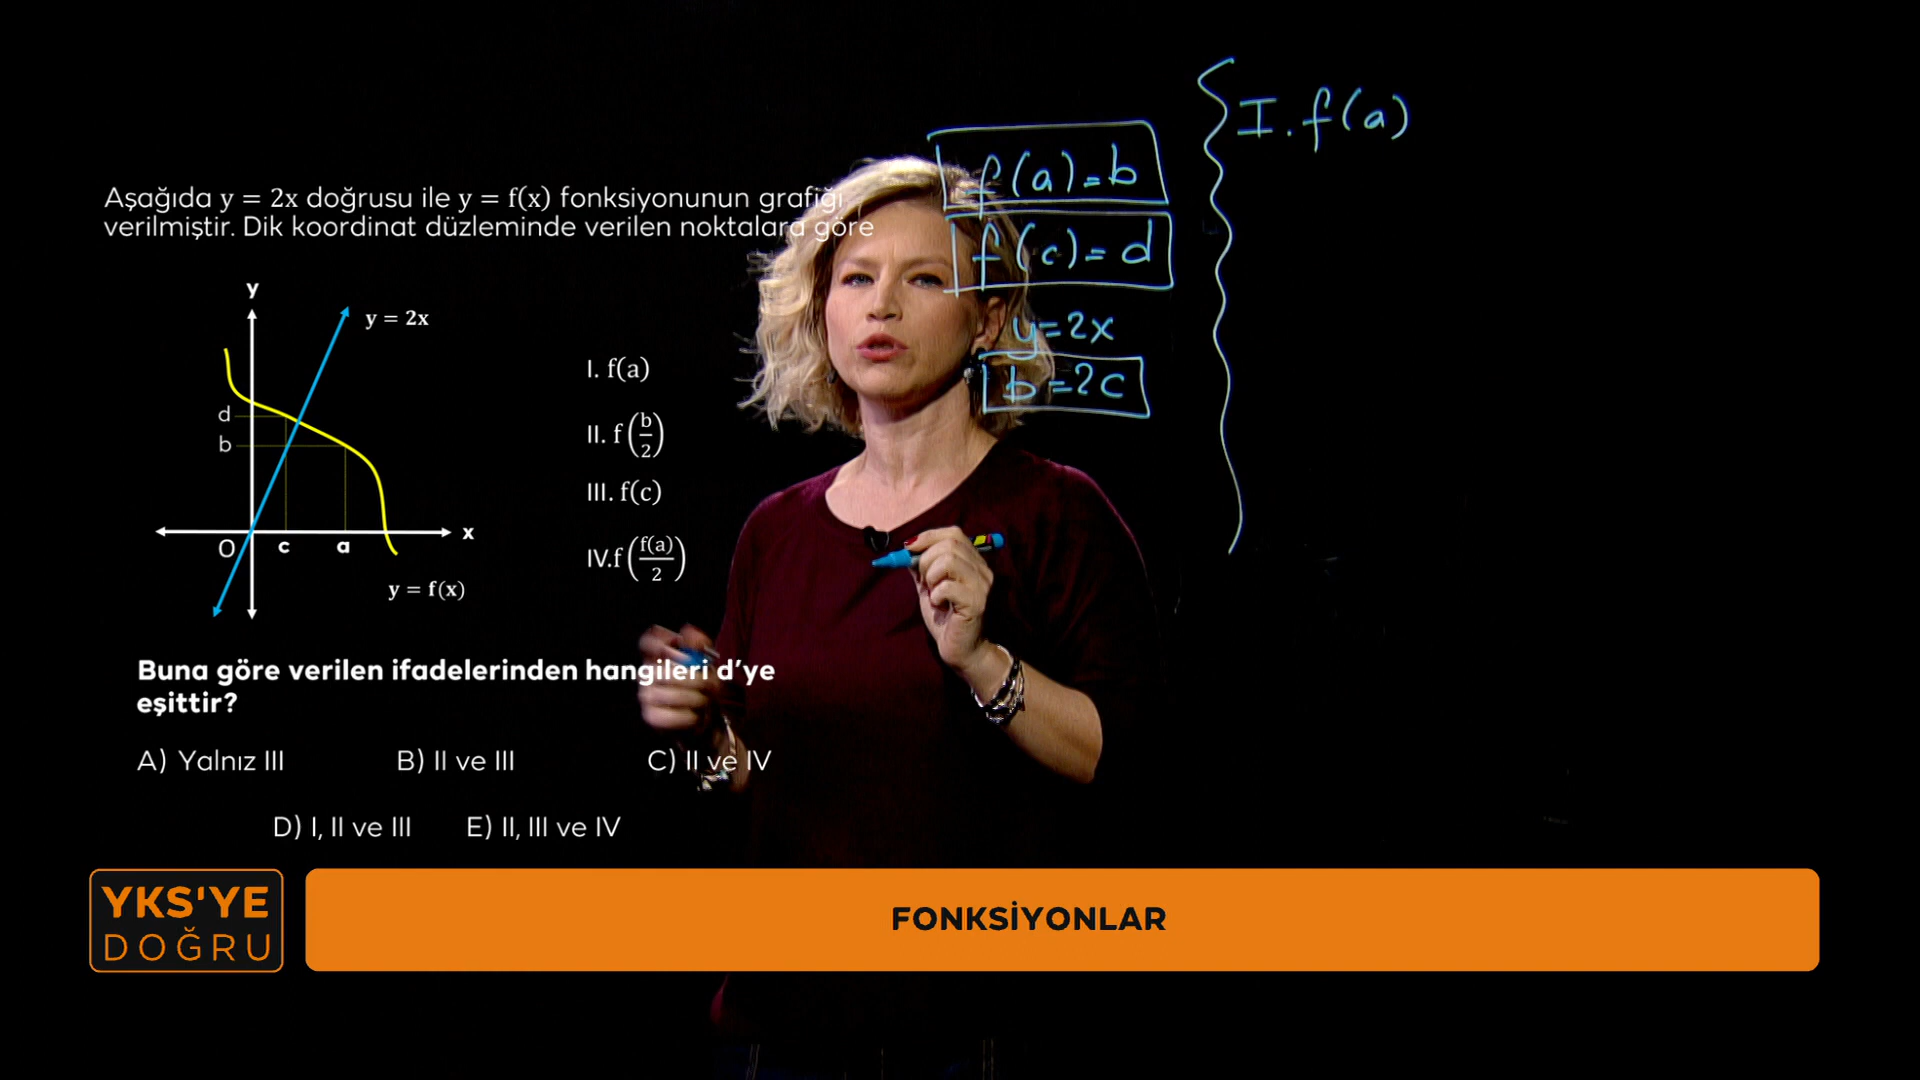 Aşağıda y = 2x doğrusu ile y = f(x) fonksiyonunun grafiği
verilmiştir. Dik koordinat düzleminde verilen noktalara göre
y
y = 2x
d
b
O
c
a
x
y = f(x)
I. f(a)
II. f(b/2)
III. f(c)
IV.f(f(a)/2)
Buna göre verilen ifadelerinden hangileri d’ye
eşittir?
A) Yalnız III B) II ve III C) II ve IV
D) I, II ve III E) II, III ve IV
f(a)=b
f(c)=d
y=2x
b=2c
I. f(a)
YKS'YE
DOĞRU
FONKSİYONLAR